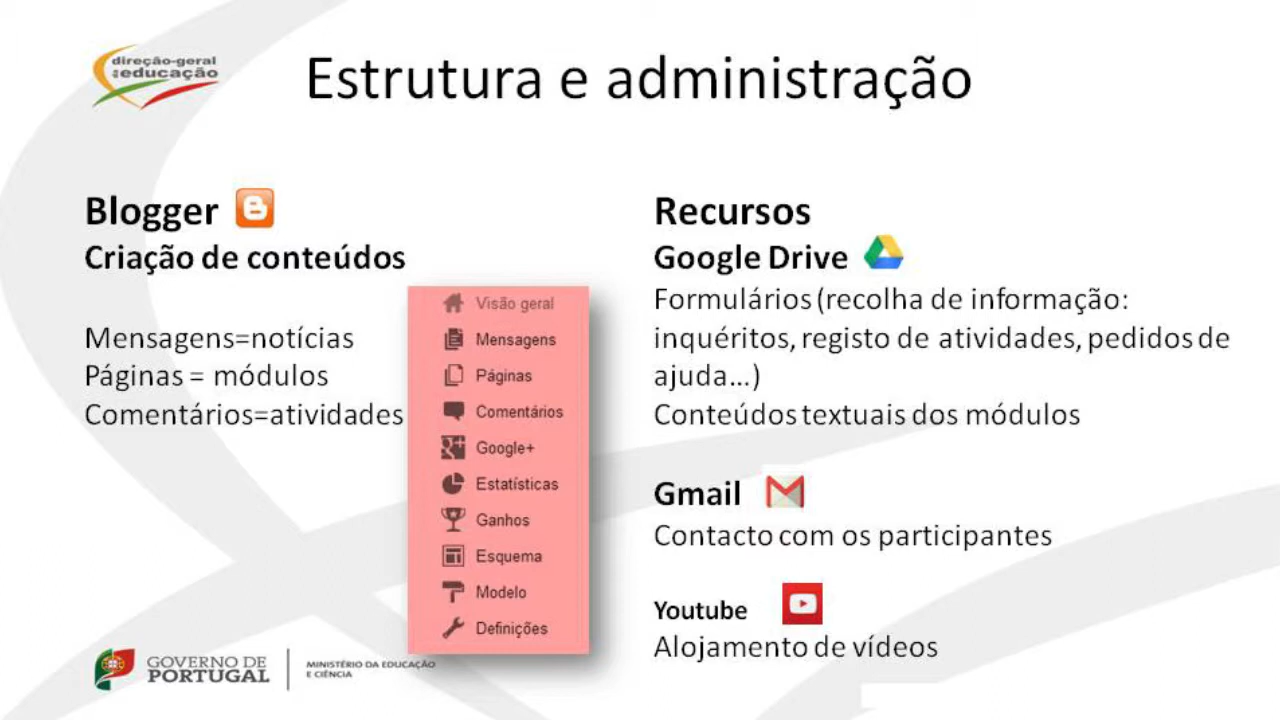 direção-geral
da educação
Estrutura e administração
Blogger
Criação de conteúdos
Mensagens=notícias
Páginas = módulos
Comentários=atividades
Visão geral
Mensagens
Páginas
Comentários
Google+
Estatísticas
Ganhos
Esquema
Modelo
Definições
Recursos
Google Drive
Formulários (recolha de informação:
inquéritos, registo de atividades, pedidos de
ajuda...)
Conteúdos textuais dos módulos
Gmail
Contacto com os participantes
Youtube
Alojamento de vídeos
GOVERNO DE
PORTUGAL
MINISTÉRIO DA EDUCAÇÃO
E CIÊNCIA